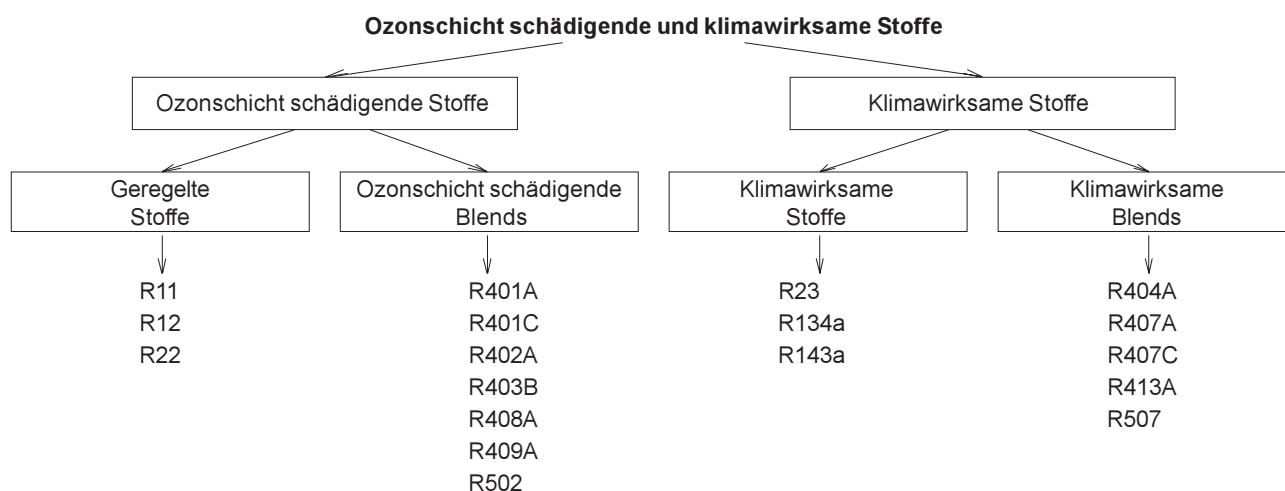 Ozonschicht schädigende und klimawirksame Stoffe
Ozonschicht schädigende Stoffe
Klimawirksame Stoffe
Geregelte
Stoffe
Ozonschicht schädigende
Blends
Klimawirksame
Stoffe
Klimawirksame
Blends
R11
R12
R22
R401A
R401C
R402A
R403B
R408A
R409A
R502
R23
R134a
R143a
R404A
R407A
R407C
R413A
R507